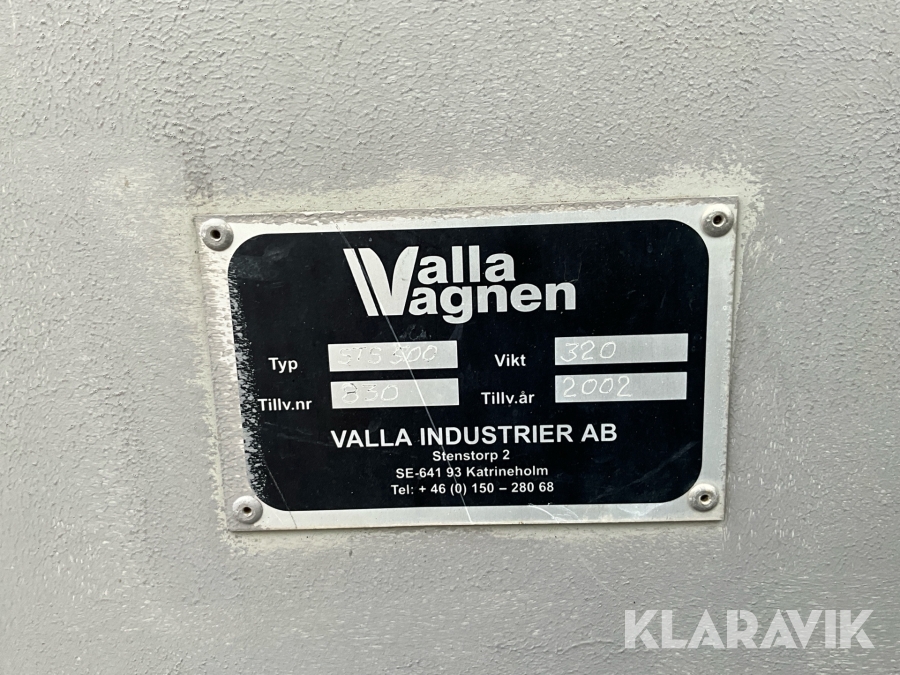 Valla
Vagnen
Typ STS 500 Vikt 320
Tillv.nr 830 Tillv.år 2002
VALLA INDUSTRIER AB
Stenstorp 2
SE-641 93 Katrineholm
Tel: + 46 (0) 150 – 280 68
KLARAVIK